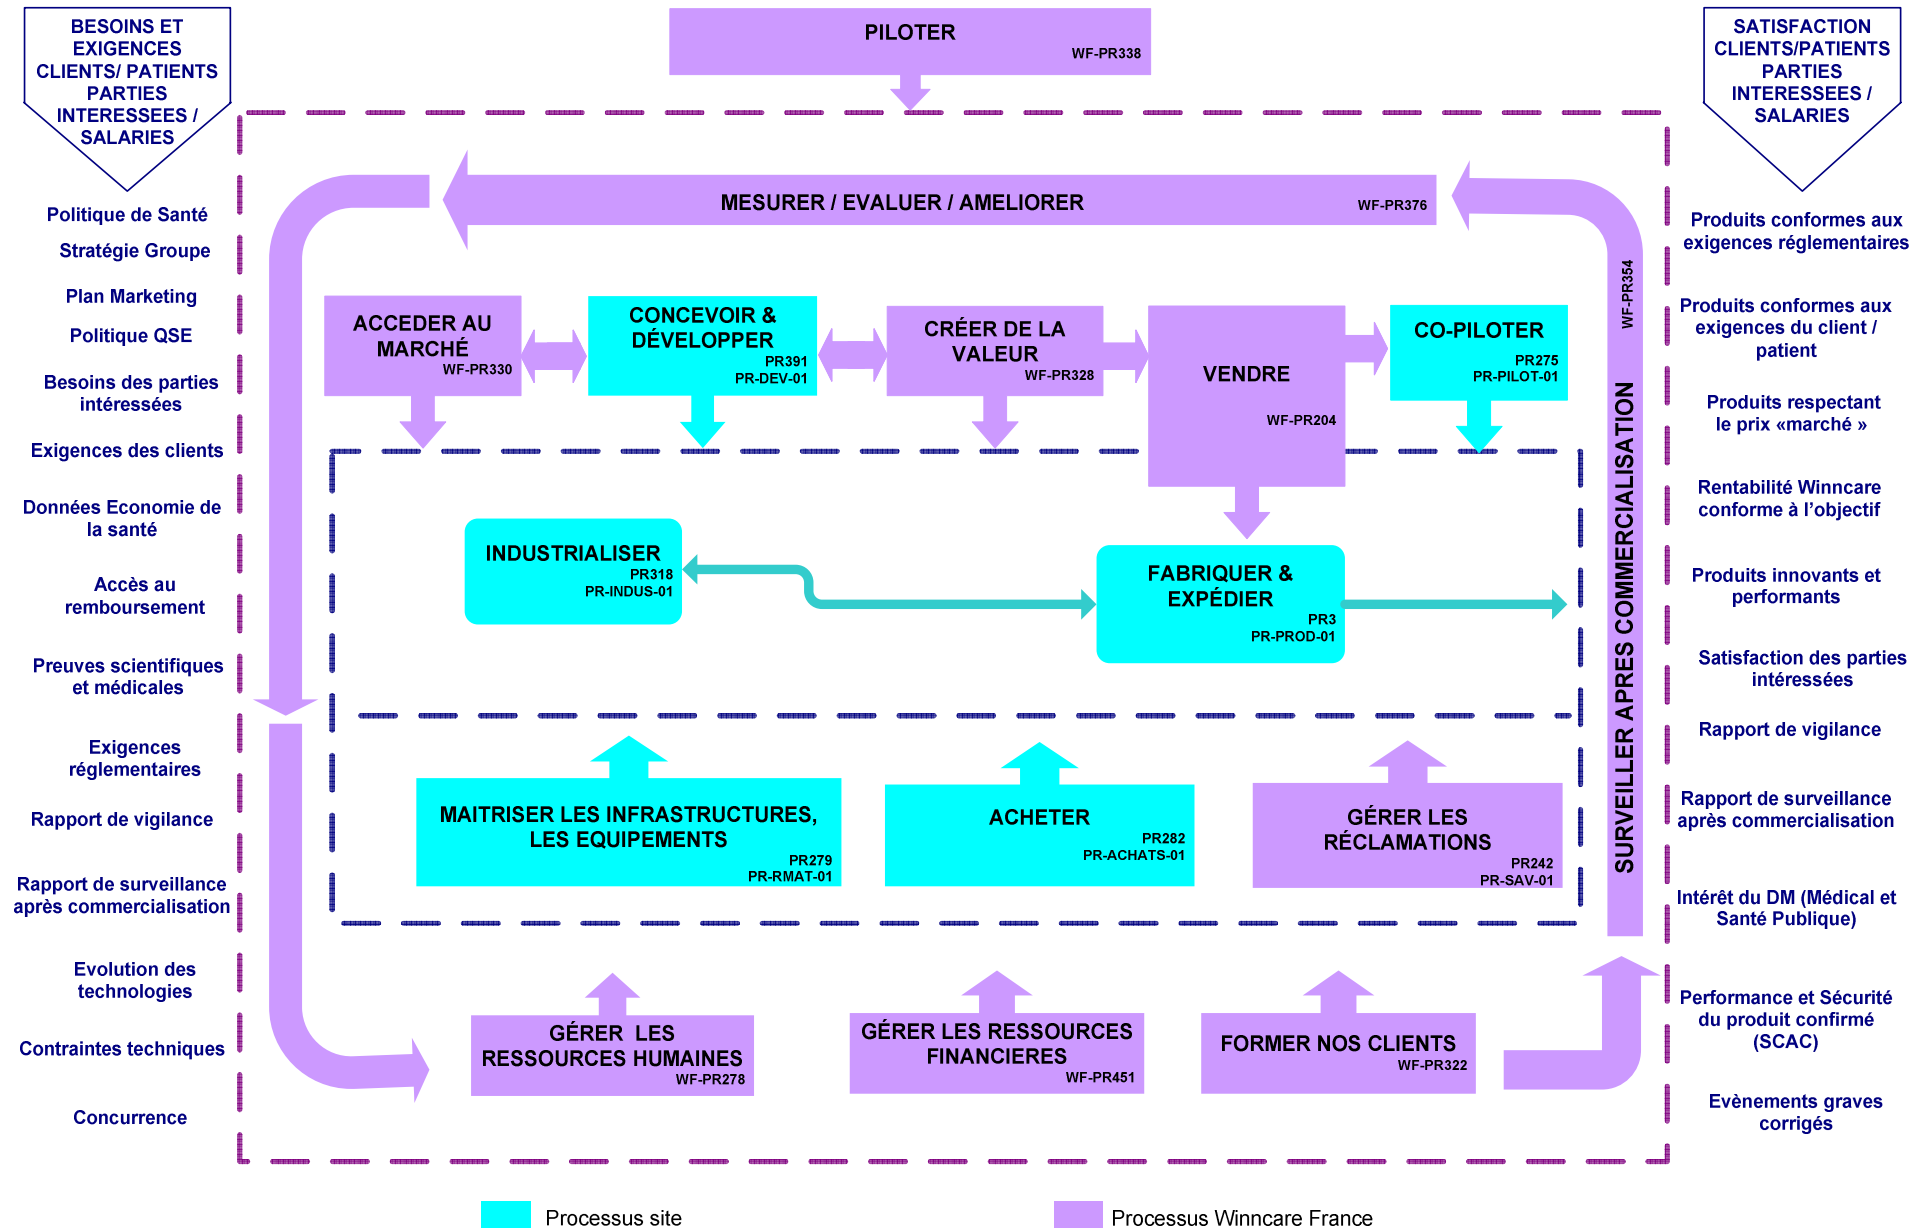 BESOINS ET
EXIGENCES
CLIENTS/ PATIENTS
PARTIES
INTERESSEES /
SALARIES
Politique de Santé
Stratégie Groupe
Plan Marketing
Politique QSE
Besoins des parties
intéressées
Exigences des clients
Données Economie de
la santé
Accès au
remboursement
Preuves scientifiques
et médicales
Exigences
réglementaires
Rapport de vigilance
Rapport de surveillance
après commercialisation
Evolution des
technologies
Contraintes techniques
Concurrence
PILOTER
WF-PR338
MESURER / EVALUER / AMELIORER
WF-PR376
ACCEDER AU
MARCHÉ
WF-PR330
CONCEVOIR &
DÉVELOPPER
PR391
PR-DEV-01
CRÉER DE LA
VALEUR
WF-PR328
VENDRE
WF-PR204
CO-PILOTER
PR275
PR-PILOT-01
INDUSTRIALISER
PR318
PR-INDUS-01
FABRIQUER &
EXPÉDIER
PR3
PR-PROD-01
MAITRISER LES INFRASTRUCTURES,
LES EQUIPEMENTS
PR279
PR-RMAT-01
ACHETER
PR282
PR-ACHATS-01
GÉRER LES
RÉCLAMATIONS
PR242
PR-SAV-01
GÉRER  LES
RESSOURCES HUMAINES
WF-PR278
GÉRER LES RESSOURCES
FINANCIERES
WF-PR451
FORMER NOS CLIENTS
WF-PR322
SURVEILLER APRES COMMERCIALISATION
WF-PR354
SATISFACTION
CLIENTS/PATIENTS
PARTIES
INTERESSEES /
SALARIES
Produits conformes aux
exigences réglementaires
Produits conformes aux
exigences du client /
patient
Produits respectant
le prix «marché »
Rentabilité Winncare
conforme à l’objectif
Produits innovants et
performants
Satisfaction des parties
intéressées
Rapport de vigilance
Rapport de surveillance
après commercialisation
Intérêt du DM (Médical et
Santé Publique)
Performance et Sécurité
du produit confirmé
(SCAC)
Evènements graves
corrigés
Processus site
Processus Winncare France